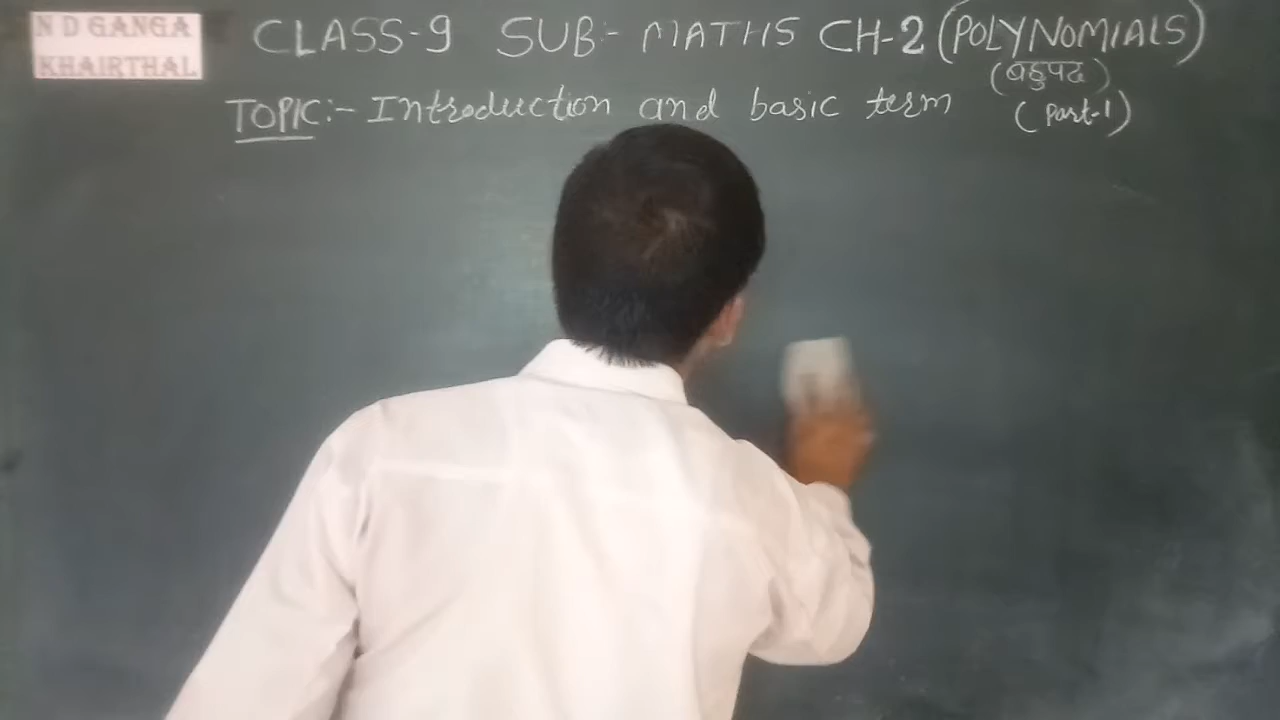 N D GANGA
KHAIRTHAL
CLASS-9 SUB:- MATHS CH-2 (POLYNOMIALS)
(बहुपद)
TOPIC:- Introduction and basic term (Part-1)